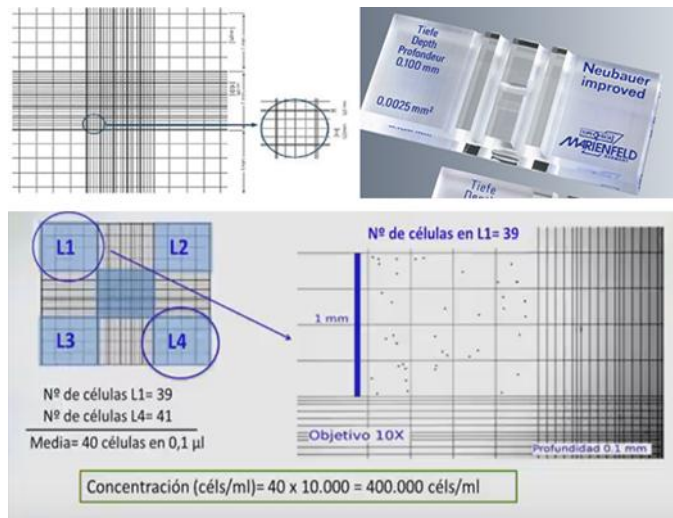 Tiefe
Depth
Profondeur
0.100 mm
0.0025 mm²
Neubauer
improved
MARIENFELD
GERMANY
Tiefe
L1
L2
L3
L4
Nº de células L1= 39
Nº de células L4= 41
Media= 40 células en 0,1 µl
Nº de células en L1= 39
1 mm
Objetivo 10X
Profundidad 0.1 mm
Concentración (céls/ml)= 40 x 10.000 = 400.000 céls/ml